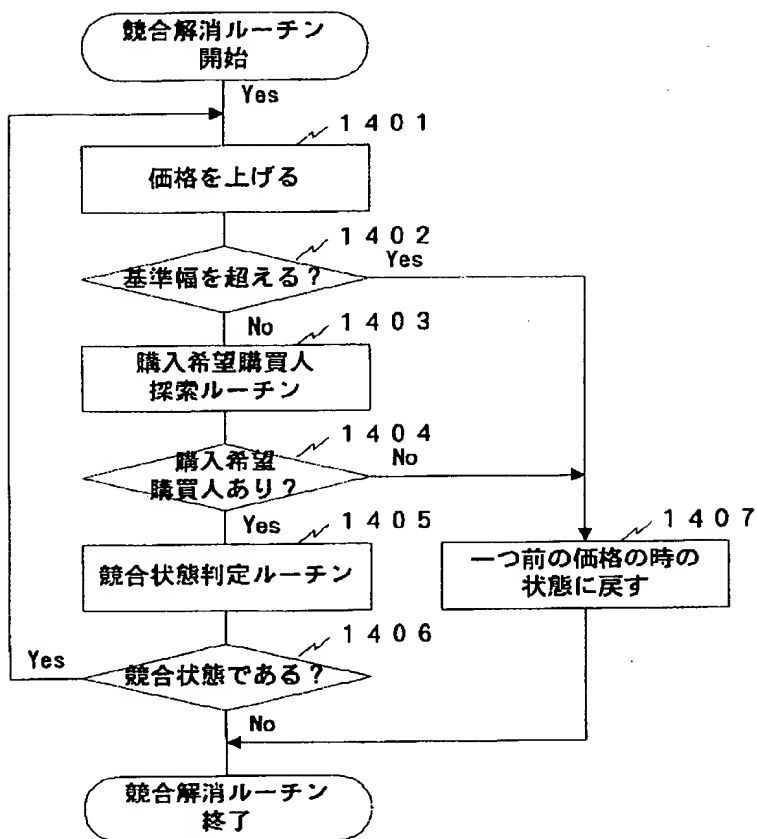 競合解消ルーチン
開始
Yes
1401
価格を上げる
1402
基準幅を超える?
Yes
No
1403
購入希望購買人
探索ルーチン
1404
購入希望
購買人あり?
No
Yes
1405
競合状態判定ルーチン
1407
一つ前の価格の時の
状態に戻す
1406
Yes
競合状態である?
No
競合解消ルーチン
終了